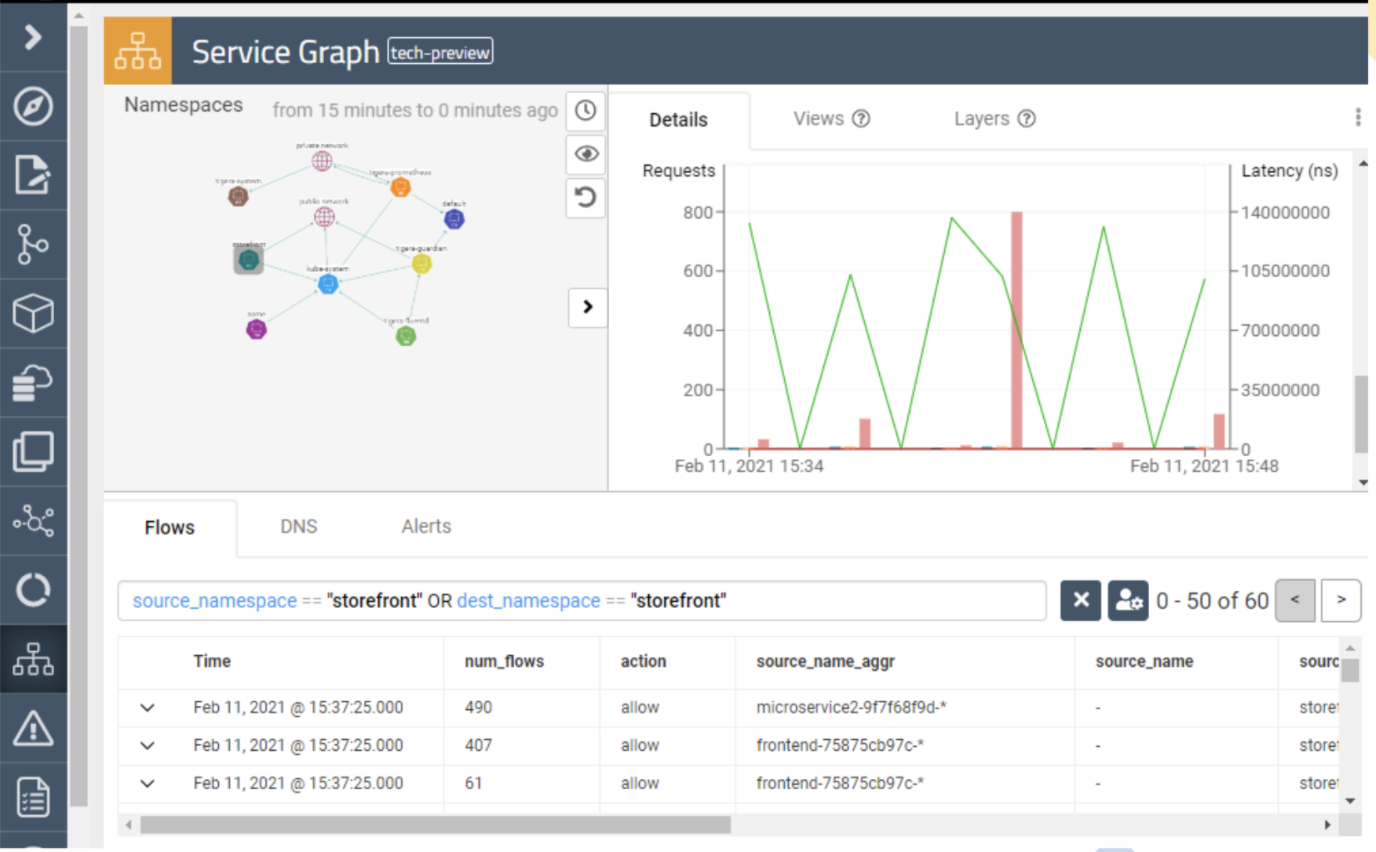 Service Graph tech-preview
Namespaces from 15 minutes to 0 minutes ago
private-network
tigera-system
tigera-prometheus
public-network
default
storefront
tigera-guardian
kube-system
acme
tigera-fluentd
Details Views Layers
Requests Latency (ns)
800 140000000
600 105000000
400 70000000
200 35000000
0 0
Feb 11, 2021 15:34 Feb 11, 2021 15:48
Flows DNS Alerts
source_namespace == "storefront" OR dest_namespace == "storefront" 0 - 50 of 60 < >
Time num_flows action source_name_aggr source_name sourc
Feb 11, 2021 @ 15:37:25.000 490 allow microservice2-9f7f68f9d-* - storef
Feb 11, 2021 @ 15:37:25.000 407 allow frontend-75875cb97c-* - storef
Feb 11, 2021 @ 15:37:25.000 61 allow frontend-75875cb97c-* - storef